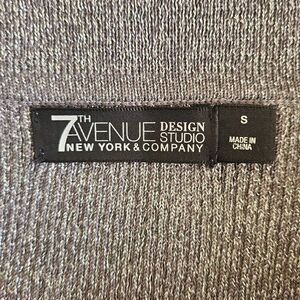 7TH AVENUE DESIGN STUDIO
NEW YORK & COMPANY
S
MADE IN
CHINA